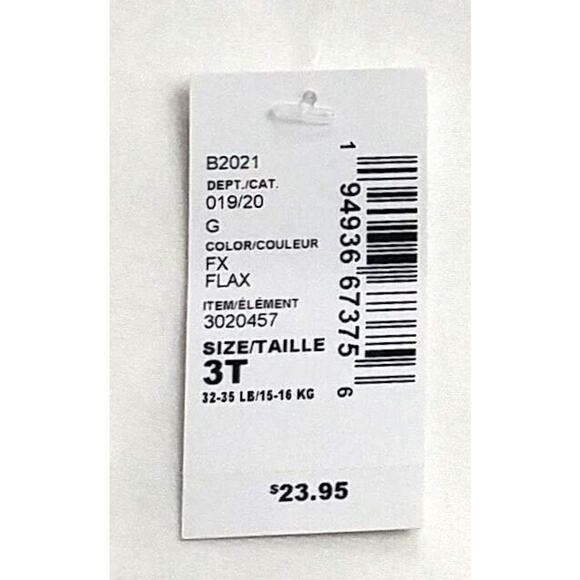 B2021
DEPT./CAT.
019/20
G
COLOR/COULEUR
FX
FLAX
ITEM/ÉLÉMENT
3020457
SIZE/TAILLE
3T
32-35 LB/15-16 KG
$23.95
1 94936 67375 6